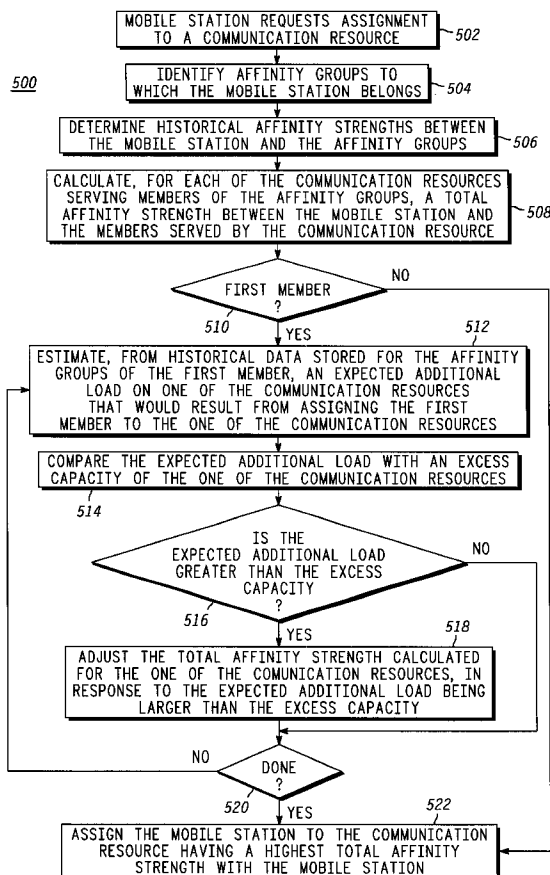 MOBILE STATION REQUESTS ASSIGNMENT
TO A COMMUNICATION RESOURCE
502
500
IDENTIFY AFFINITY GROUPS TO
WHICH THE MOBILE STATION BELONGS
504
DETERMINE HISTORICAL AFFINITY STRENGTHS BETWEEN
THE MOBILE STATION AND THE AFFINITY GROUPS
506
CALCULATE, FOR EACH OF THE COMMUNICATION RESOURCES
SERVING MEMBERS OF THE AFFINITY GROUPS, A TOTAL
AFFINITY STRENGTH BETWEEN THE MOBILE STATION AND
THE MEMBERS SERVED BY THE COMMUNICATION RESOURCE
508
FIRST MEMBER
?
NO
510
YES
512
ESTIMATE, FROM HISTORICAL DATA STORED FOR THE AFFINITY
GROUPS OF THE FIRST MEMBER, AN EXPECTED ADDITIONAL
LOAD ON ONE OF THE COMMUNICATION RESOURCES
THAT WOULD RESULT FROM ASSIGNING THE FIRST
MEMBER TO THE ONE OF THE COMMUNICATION RESOURCES
COMPARE THE EXPECTED ADDITIONAL LOAD WITH AN EXCESS
CAPACITY OF THE ONE OF THE COMMUNICATION RESOURCES
514
IS THE
EXPECTED ADDITIONAL LOAD
GREATER THAN THE EXCESS
CAPACITY
?
NO
516
YES
518
ADJUST THE TOTAL AFFINITY STRENGTH CALCULATED
FOR THE ONE OF THE COMUNICATION RESOURCES, IN
RESPONSE TO THE EXPECTED ADDITIONAL LOAD BEING
LARGER THAN THE EXCESS CAPACITY
NO
DONE
?
520
YES
522
ASSIGN THE MOBILE STATION TO THE COMMUNICATION
RESOURCE HAVING A HIGHEST TOTAL AFFINITY
STRENGTH WITH THE MOBILE STATION